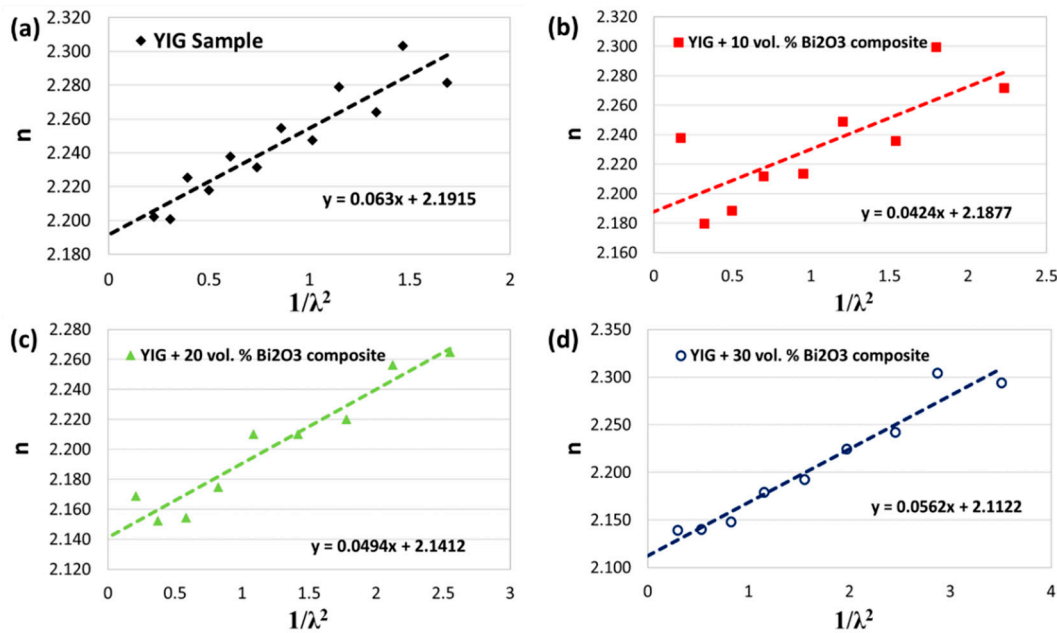 (a)
YIG Sample
2.320
2.300
2.280
2.260
2.240
2.220
2.200
2.180
n
0 0.5 1 1.5 2
1/λ²
y = 0.063x + 2.1915
(b)
YIG + 10 vol. % Bi2O3 composite
2.320
2.300
2.280
2.260
2.240
2.220
2.200
2.180
2.160
n
0 0.5 1 1.5 2 2.5
1/λ²
y = 0.0424x + 2.1877
(c)
YIG + 20 vol. % Bi2O3 composite
2.280
2.260
2.240
2.220
2.200
2.180
2.160
2.140
2.120
n
0 0.5 1 1.5 2 2.5 3
1/λ²
y = 0.0494x + 2.1412
(d)
YIG + 30 vol. % Bi2O3 composite
2.350
2.300
2.250
2.200
2.150
2.100
n
0 1 2 3 4
1/λ²
y = 0.0562x + 2.1122